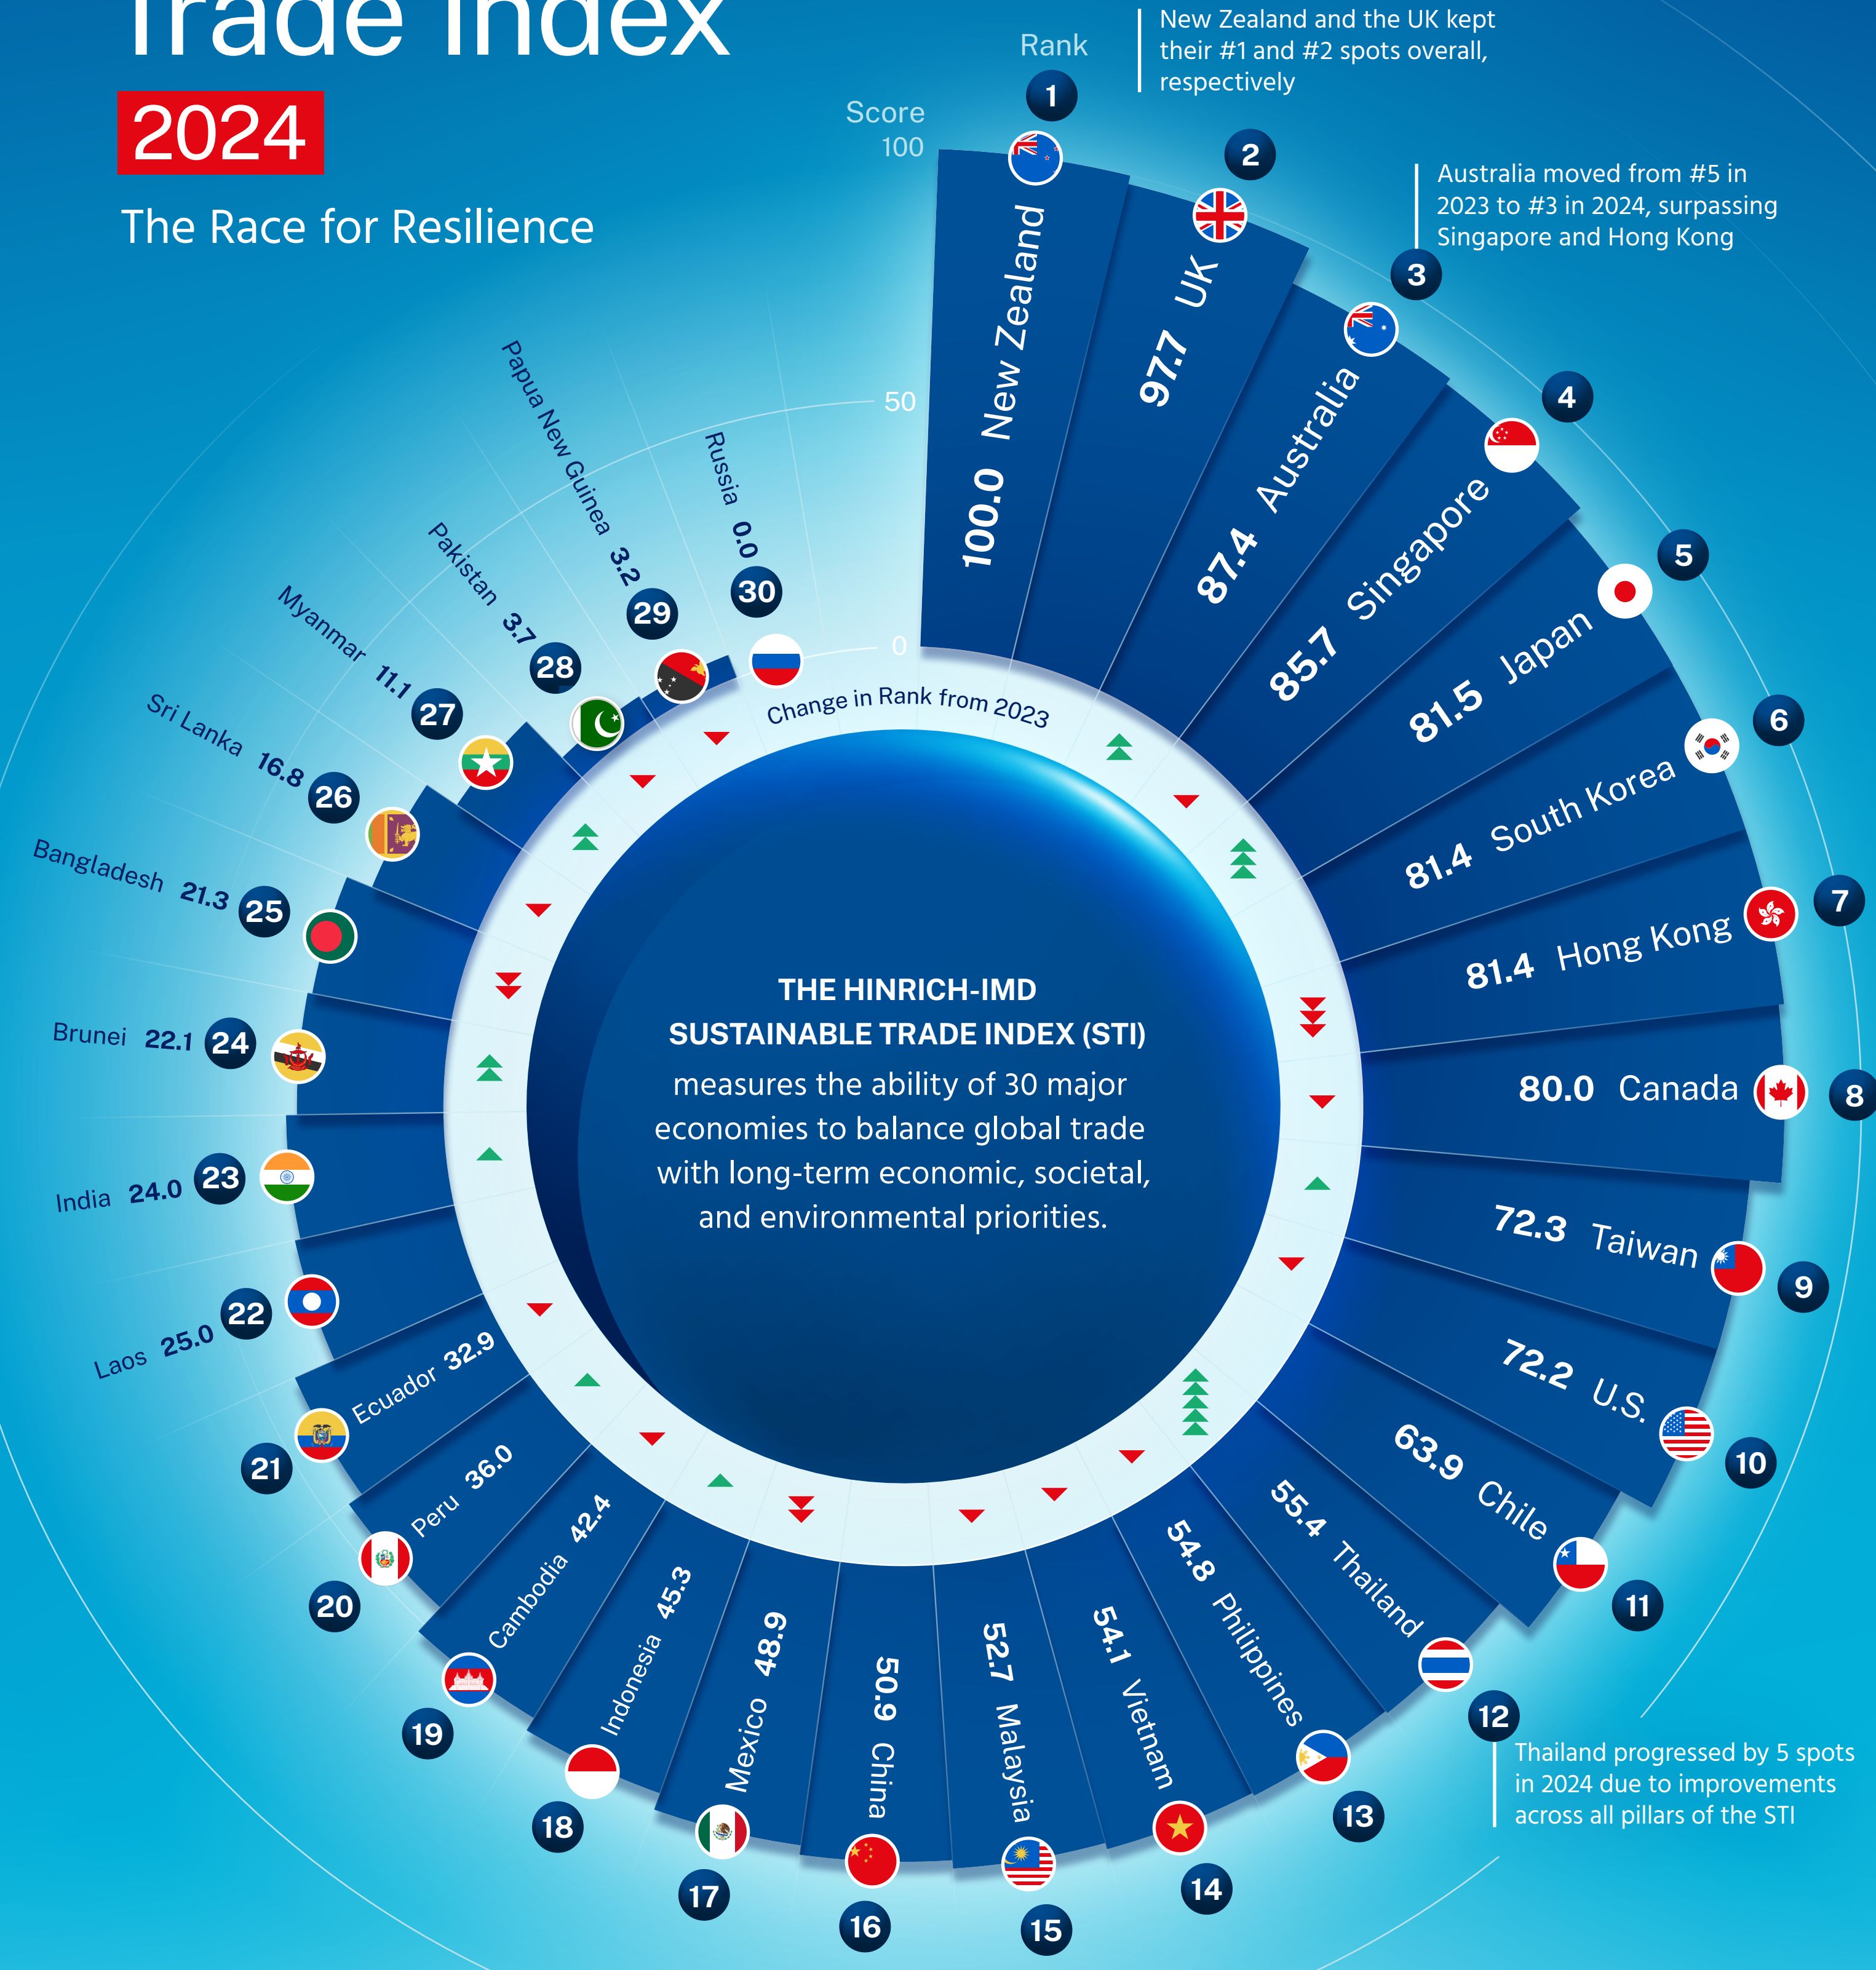 Trade Index
2024
The Race for Resilience
Rank
Score
100
50
0
New Zealand and the UK kept
their #1 and #2 spots overall,
respectively
Australia moved from #5 in
2023 to #3 in 2024, surpassing
Singapore and Hong Kong
1
100.0 New Zealand
2
97.7 UK
3
87.4 Australia
4
85.7 Singapore
5
81.5 Japan
6
81.4 South Korea
7
81.4 Hong Kong
8
80.0 Canada
9
72.3 Taiwan
10
72.2 U.S.
11
63.9 Chile
12
55.4 Thailand
Thailand progressed by 5 spots
in 2024 due to improvements
across all pillars of the STI
13
54.8 Philippines
14
54.1 Vietnam
15
52.7 Malaysia
16
50.9 China
17
Mexico 48.9
18
Indonesia 45.3
19
Cambodia 42.4
20
Peru 36.0
21
Ecuador 32.9
Laos 25.0
22
India 24.0
23
Brunei 22.1
24
Bangladesh 21.3
25
Sri Lanka 16.8
26
Myanmar 11.1
27
Pakistan 3.7
28
Papua New Guinea 3.2
29
Russia 0.0
30
Change in Rank from 2023
THE HINRICH-IMD
SUSTAINABLE TRADE INDEX (STI)
measures the ability of 30 major
economies to balance global trade
with long-term economic, societal,
and environmental priorities.